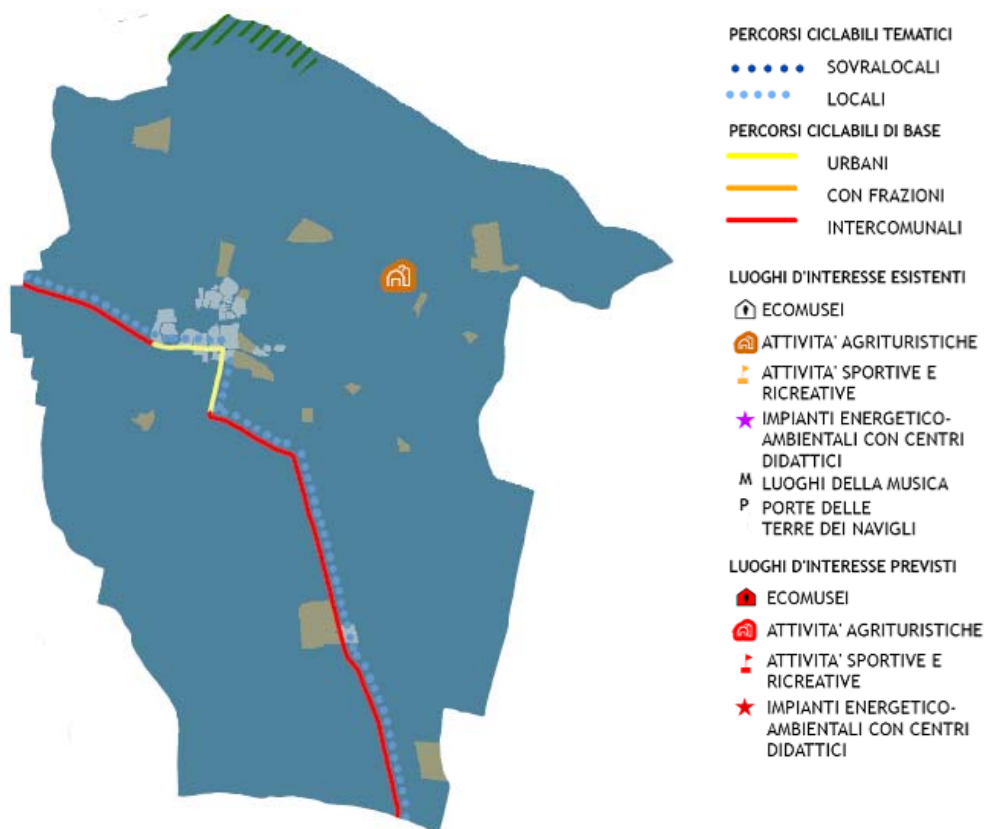 PERCORSI CICLABILI TEMATICI
SOVRALOCALI
LOCALI
PERCORSI CICLABILI DI BASE
URBANI
CON FRAZIONI
INTERCOMUNALI
LUOGHI D'INTERESSE ESISTENTI
ECOMUSEI
ATTIVITA' AGRITURISTICHE
ATTIVITA' SPORTIVE E
RICREATIVE
IMPIANTI ENERGETICO-
AMBIENTALI CON CENTRI
DIDATTICI
M LUOGHI DELLA MUSICA
P PORTE DELLE
TERRE DEI NAVIGLI
LUOGHI D'INTERESSE PREVISTI
ECOMUSEI
ATTIVITA' AGRITURISTICHE
ATTIVITA' SPORTIVE E
RICREATIVE
IMPIANTI ENERGETICO-
AMBIENTALI CON CENTRI
DIDATTICI